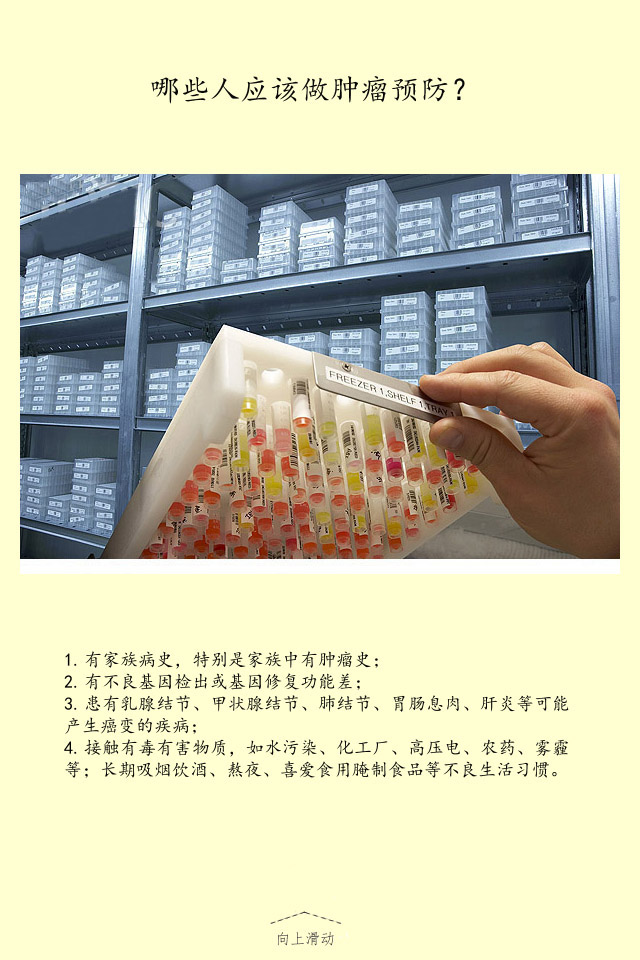 哪些人应该做肿瘤预防？
FREEZER 1,SHELF 1,TRAY 1
1. 有家族病史，特别是家族中有肿瘤史；
2. 有不良基因检出或基因修复功能差；
3. 患有乳腺结节、甲状腺结节、肺结节、胃肠息肉、肝炎等可能
产生癌变的疾病；
4. 接触有毒有害物质，如水污染、化工厂、高压电、农药、雾霾
等；长期吸烟饮酒、熬夜、喜爱食用腌制食品等不良生活习惯。
向上滑动